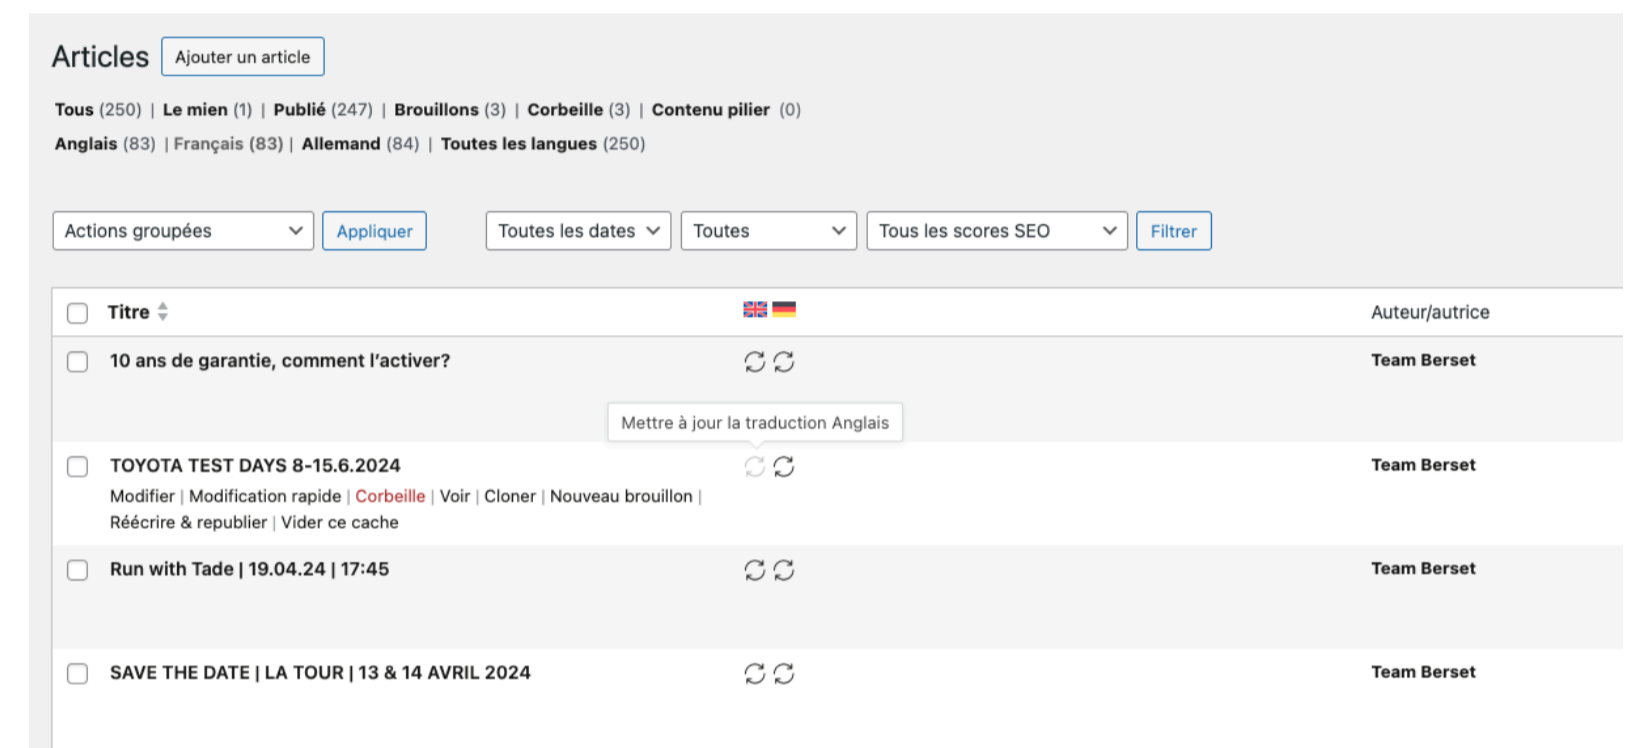 Articles Ajouter un article
Tous (250) | Le mien (1) | Publié (247) | Brouillons (3) | Corbeille (3) | Contenu pilier (0)
Anglais (83) | Français (83) | Allemand (84) | Toutes les langues (250)
Actions groupées Appliquer Toutes les dates Toutes Tous les scores SEO Filtrer
Titre Auteur/autrice
10 ans de garantie, comment l’activer? Team Berset
Mettre à jour la traduction Anglais
TOYOTA TEST DAYS 8-15.6.2024 Team Berset
Modifier | Modification rapide | Corbeille | Voir | Cloner | Nouveau brouillon |
Réécrire & republier | Vider ce cache
Run with Tade | 19.04.24 | 17:45 Team Berset
SAVE THE DATE | LA TOUR | 13 & 14 AVRIL 2024 Team Berset